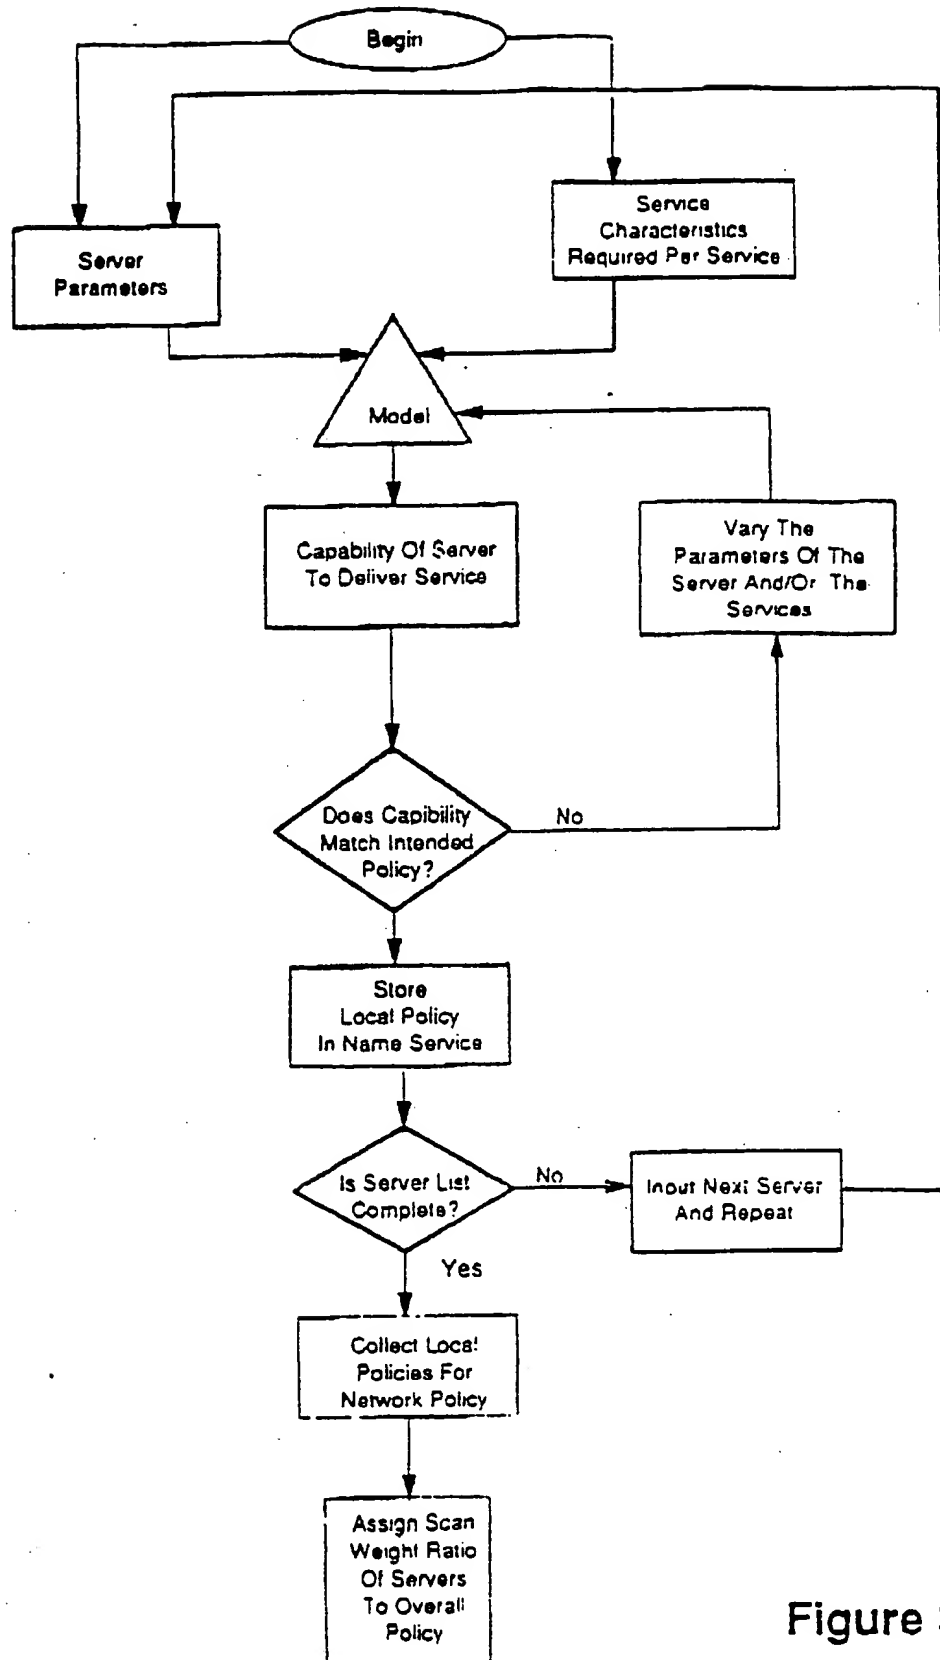 Begin
Service
Characteristics
Required Per Service
Server
Parameters
Model
Capability Of Server
To Deliver Service
Vary The
Parameters Of The
Server And/Or The
Services
Does Capibility
Match Intended
Policy?
No
Store
Local Policy
In Name Service
Is Server List
Complete?
No
Input Next Server
And Repeat
Yes
Collect Local
Policies For
Network Policy
Assign Scan
Weight Ratio
Of Servers
To Overall
Policy
Figure